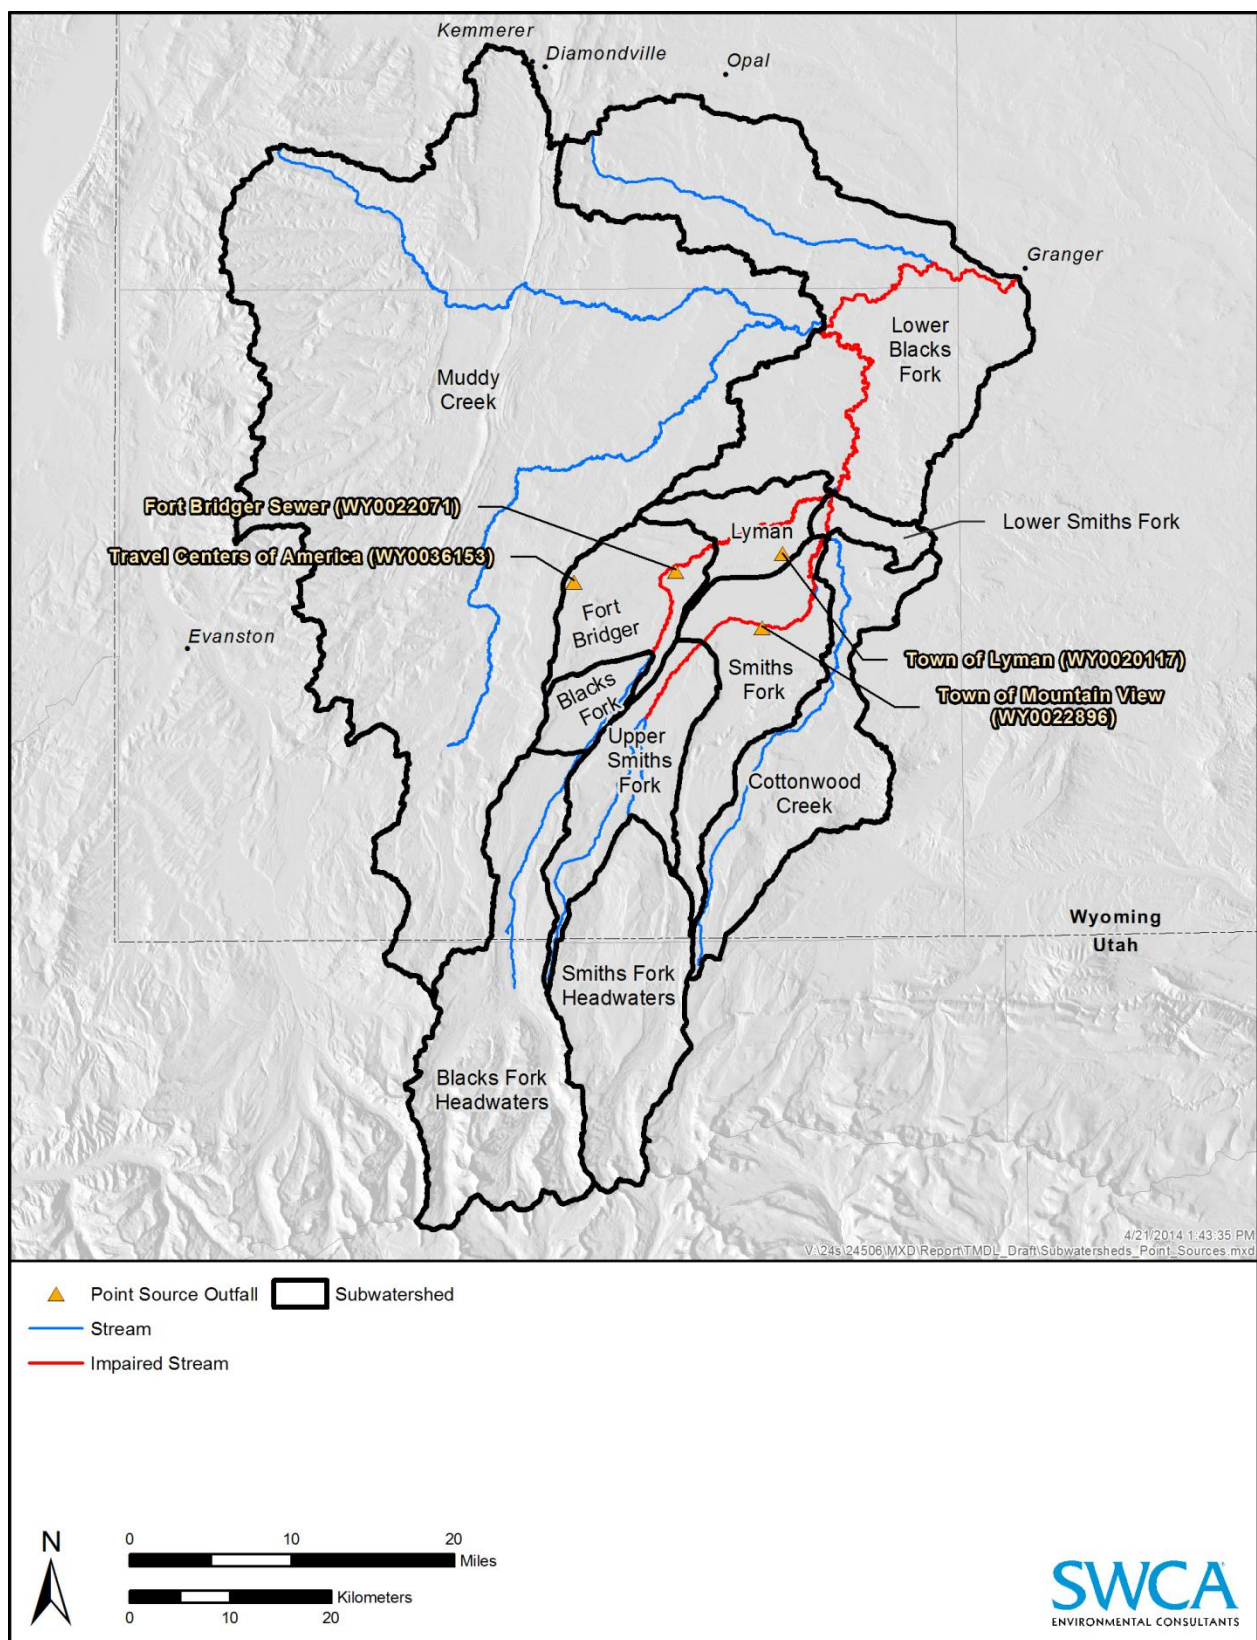 Kemmerer
Diamondville
Opal
Granger
Lower
Blacks
Fork
Muddy
Creek
Fort Bridger Sewer (WY0022071)
Lyman
Lower Smiths Fork
Travel Centers of America (WY0036153)
Fort
Bridger
Evanston
Town of Lyman (WY0020117)
Smiths
Fork
Blacks
Fork
Town of Mountain View
(WY0022896)
Upper
Smiths
Fork
Cottonwood
Creek
Wyoming
Utah
Smiths Fork
Headwaters
Blacks Fork
Headwaters
4/21/2014 1:43:35 PM
V:\24s\24506\MXD\Report\TMDL_Draft\Subwatersheds_Point_Sources.mxd
Point Source Outfall
Subwatershed
Stream
Impaired Stream
N
0 10 20
Miles
Kilometers
0 10 20
SWCA
ENVIRONMENTAL CONSULTANTS